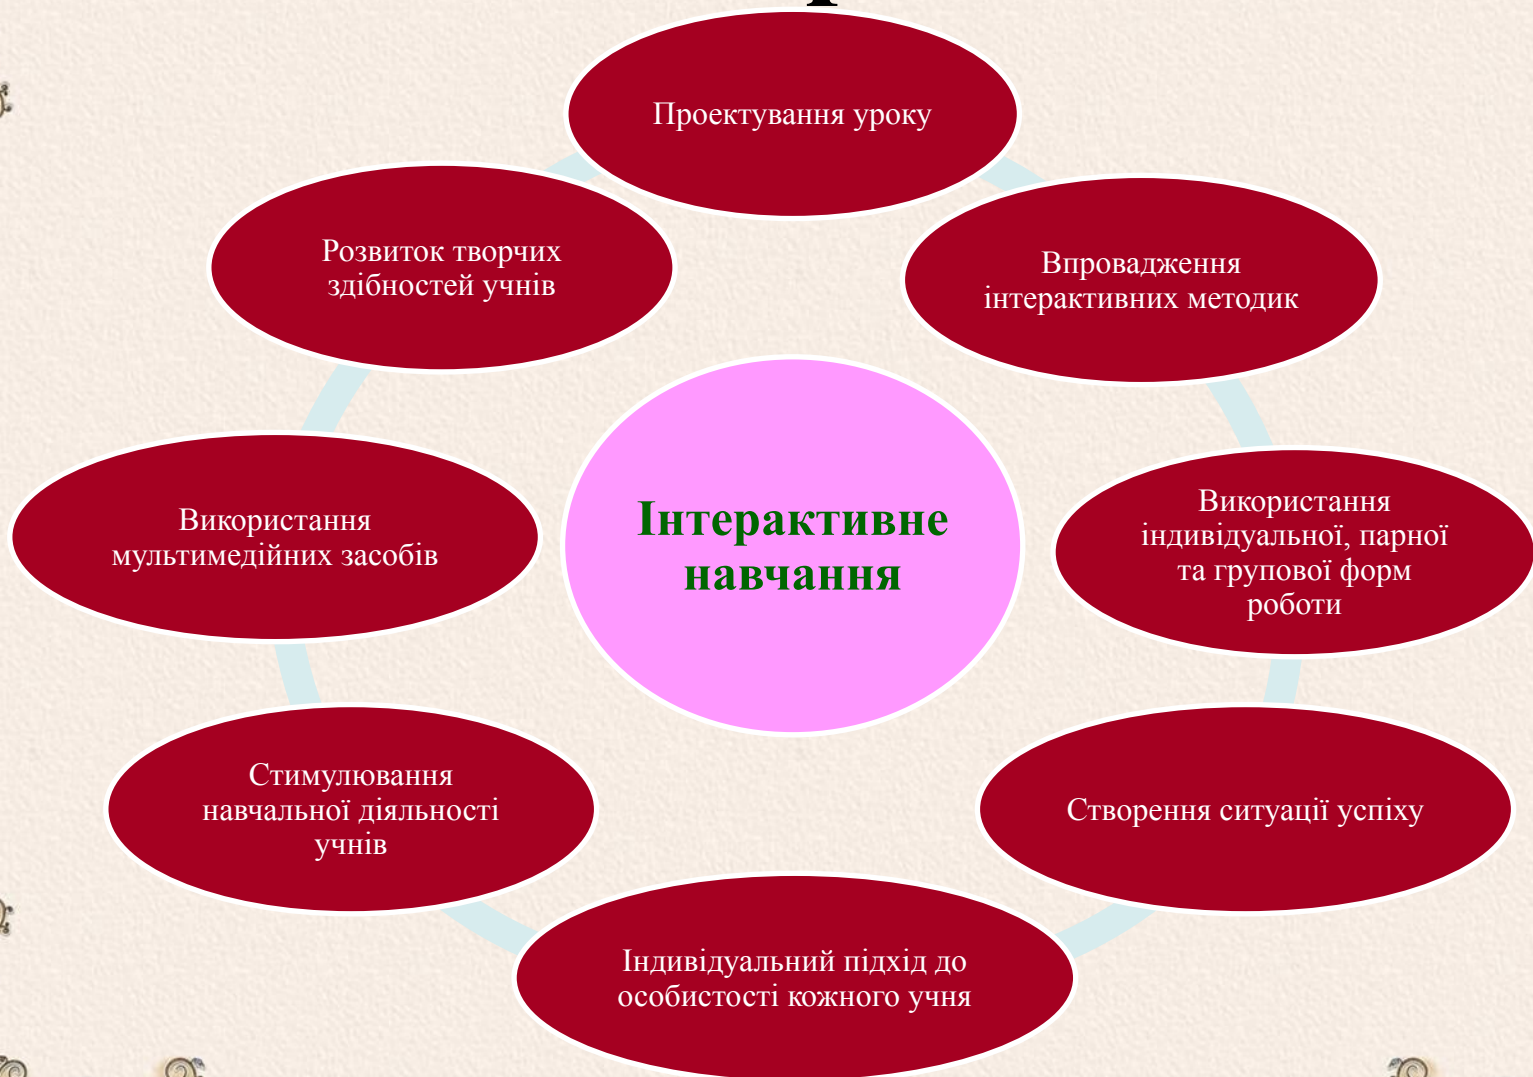 Проектування уроку
Впровадження
інтерактивних методик
Використання
індивідуальної, парної
та групової форм
роботи
Створення ситуації успіху
Індивідуальний підхід до
особистості кожного учня
Стимулювання
навчальної діяльності
учнів
Використання
мультимедійних засобів
Розвиток творчих
здібностей учнів
Інтерактивне
навчання